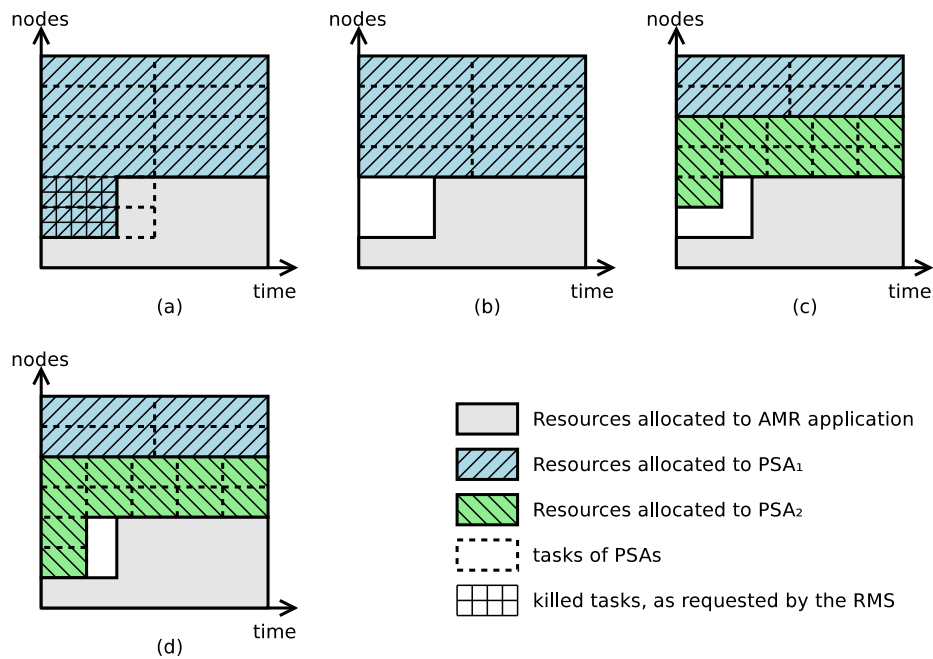 nodes
time
(a)
nodes
time
(b)
nodes
time
(c)
nodes
time
(d)
Resources allocated to AMR application
Resources allocated to PSA₁
Resources allocated to PSA₂
tasks of PSAs
killed tasks, as requested by the RMS